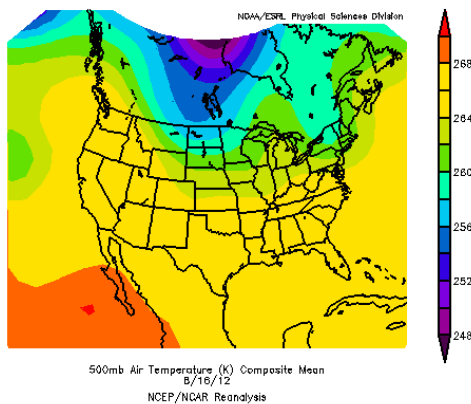 NOAA/ESRL Physical Sciences Division
268
264
260
256
252
248
500mb Air Temperature (K) Composite Mean
8/16/12
NCEP/NCAR Reanalysis